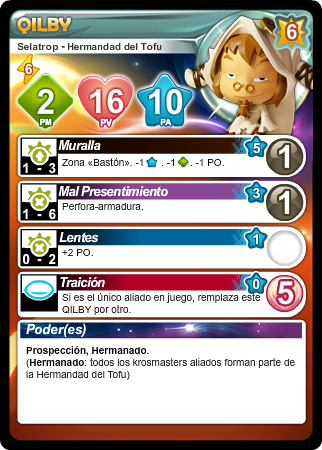 QILBY
6
Selatrop - Hermandad del Tofu
6
2
PM
16
PV
10
PA
Muralla
5
1
1 - 3
Zona «Bastón». -1 . -1 . -1 PO.
Mal Presentimiento
3
1
1 - 6
Perfora-armadura.
Lentes
1
0 - 2
+2 PO.
Traición
0
5
Si es el único aliado en juego, remplaza este
QILBY por otro.
Poder(es)
Prospección, Hermanado.
(Hermanado: todos los krosmasters aliados forman parte de
la Hermandad del Tofu)